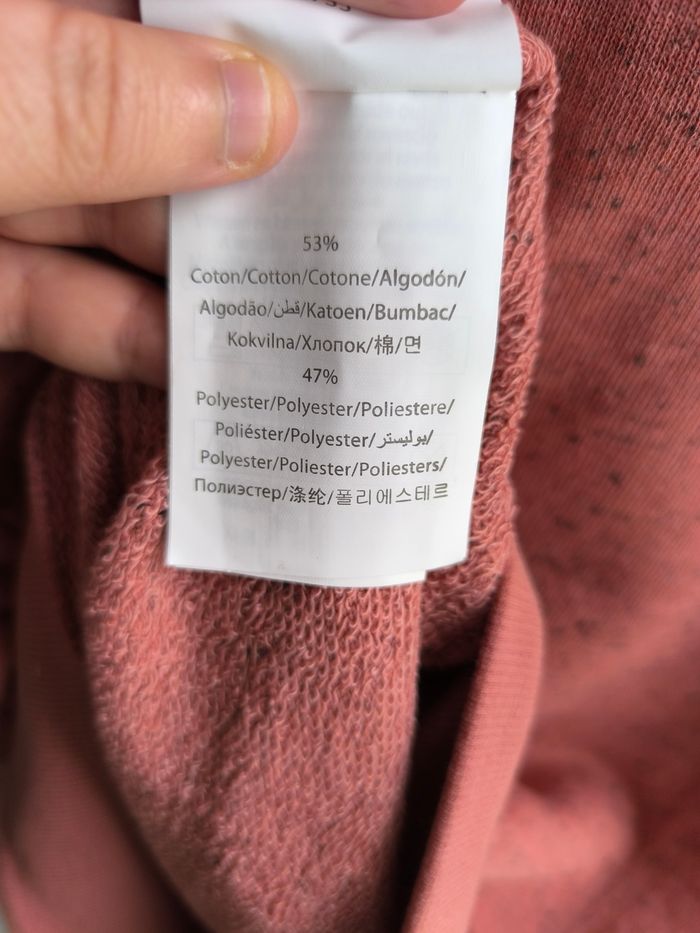 53%
Coton/Cotton/Cotone/Algodón/
Algodão/قطن/Katoen/Bumbac/
Kokvilna/Хлопок/棉/면
47%
Polyester/Polyester/Poliestere/
Poliéster/Polyester/بوليستر/
Polyester/Poliester/Poliesters/
Полиэстер/涤纶/폴리에스테르